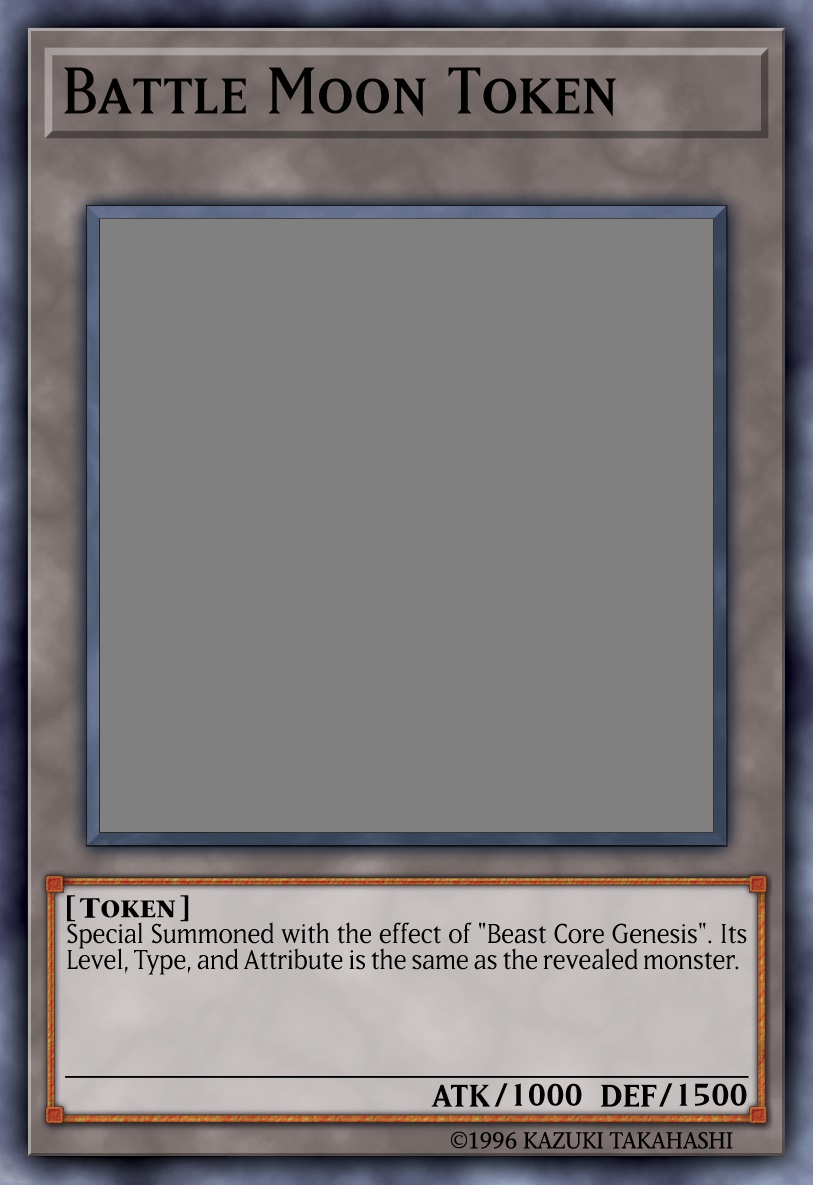 Battle Moon Token
[Token]
Special Summoned with the effect of "Beast Core Genesis". Its
Level, Type, and Attribute is the same as the revealed monster.
ATK/1000 DEF/1500
©1996 KAZUKI TAKAHASHI